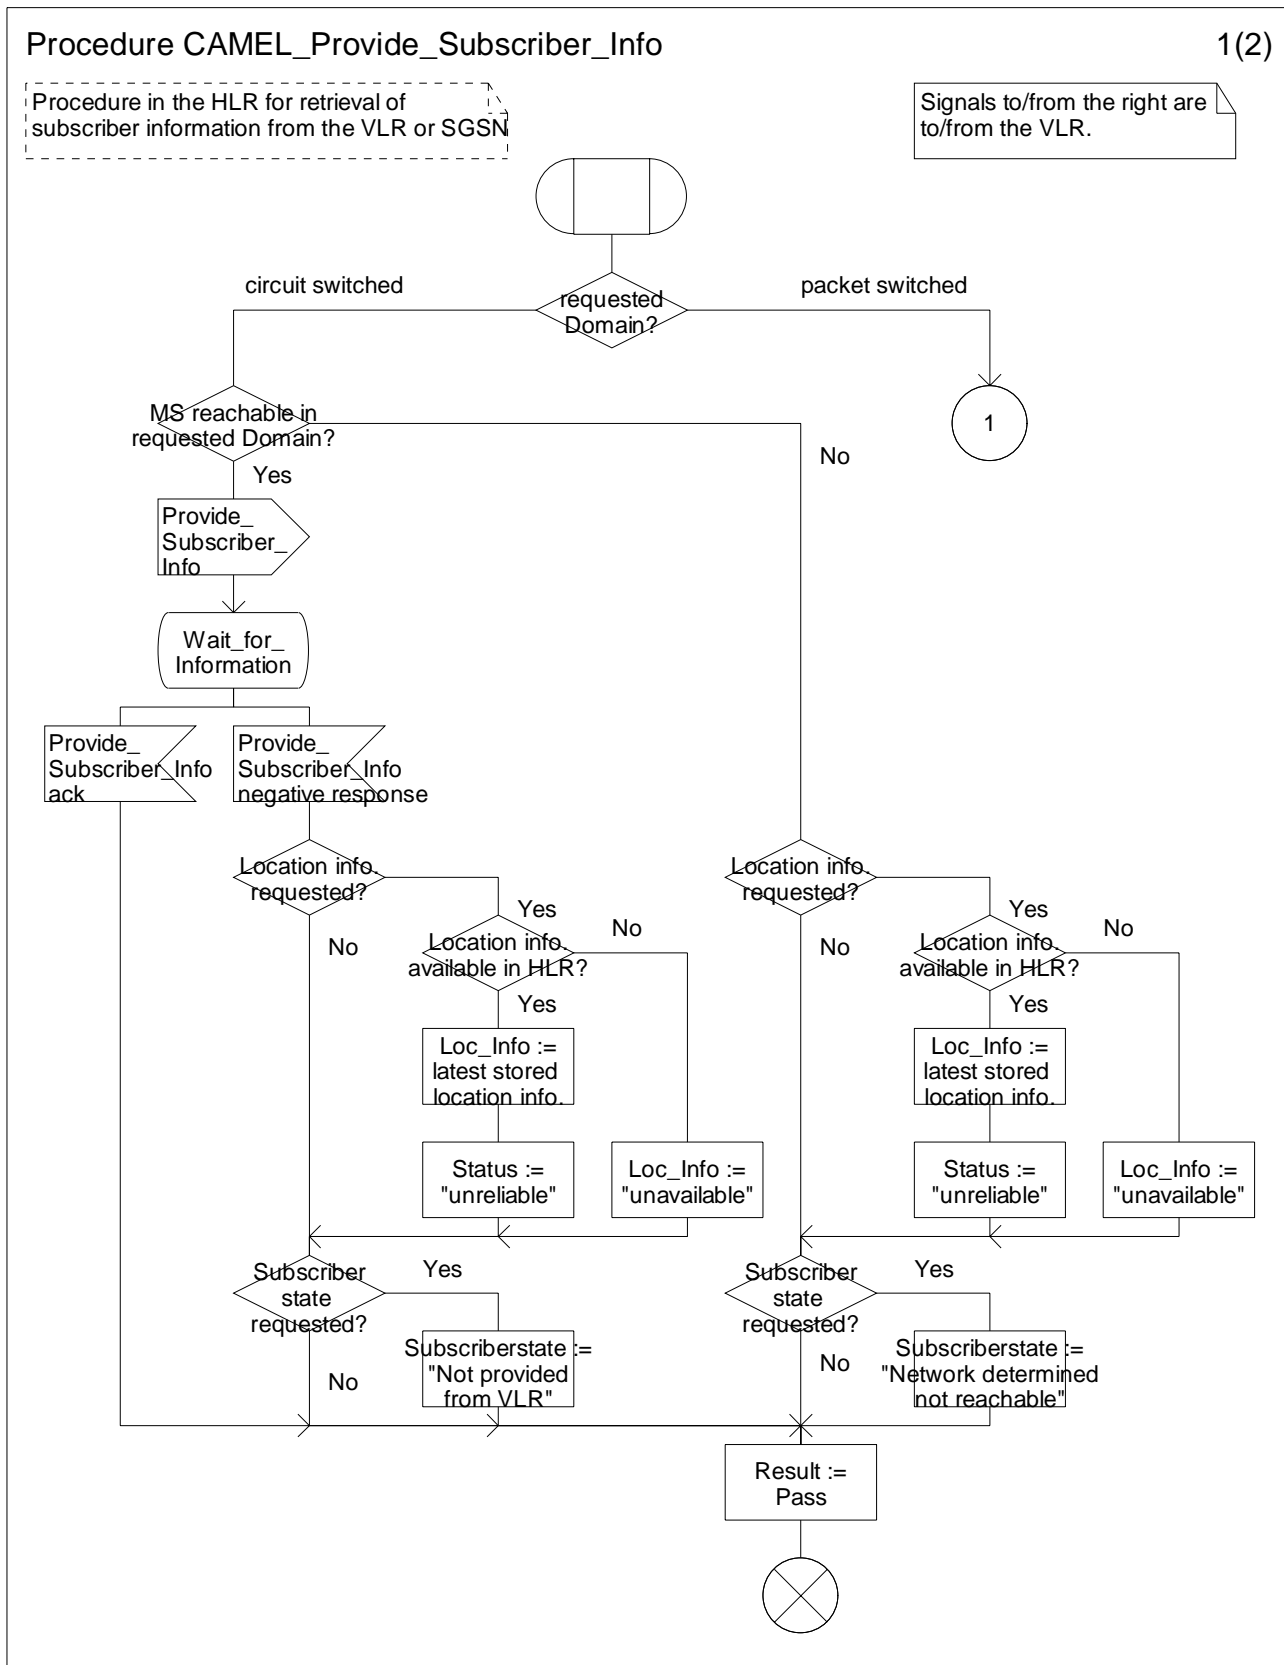 Procedure CAMEL_Provide_Subscriber_Info
1(2)
Procedure in the HLR for retrieval of
subscriber information from the VLR or SGSN
Signals to/from the right are
to/from the VLR.
circuit switched
requested
Domain?
packet switched
MS reachable in
requested Domain?
1
No
Yes
Provide_
Subscriber_
Info
Wait_for_
Information
Provide_
Subscriber_Info
ack
Provide_
Subscriber_Info
negative response
Location info.
requested?
Yes
No
Location info.
available in HLR?
No
Yes
Loc_Info :=
latest stored
location info.
Status :=
"unreliable"
Loc_Info :=
"unavailable"
Location info.
requested?
Yes
No
Location info.
available in HLR?
No
Yes
Loc_Info :=
latest stored
location info.
Status :=
"unreliable"
Loc_Info :=
"unavailable"
Subscriber
state
requested?
Yes
No
Subscriberstate :=
"Not provided
from VLR"
Subscriber
state
requested?
Yes
No
Subscriberstate :=
"Network determined
not reachable"
Result :=
Pass